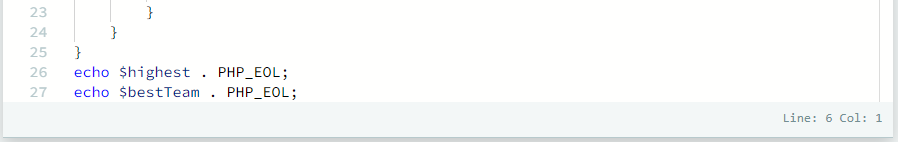 23 }
24 }
25 }
26 echo $highest . PHP_EOL;
27 echo $bestTeam . PHP_EOL;
Line: 6 Col: 1